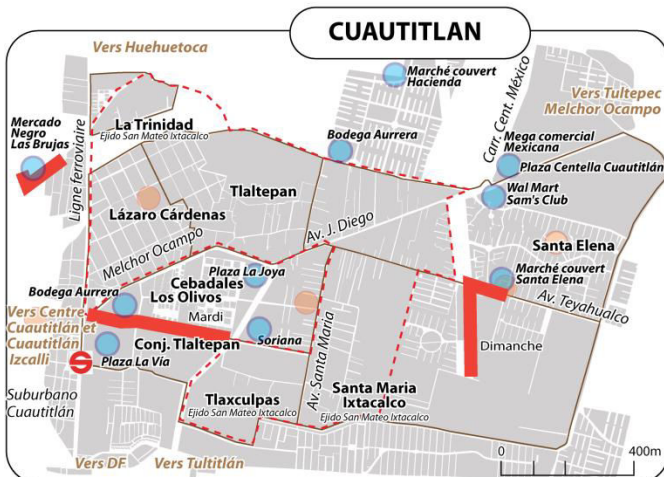 CUAUTITLAN
Vers Huehuetoca
Marché couvert
Hacienda
Carr. Cent. México
Vers Tultepec
Melchor Ocampo
Mercado
Negro
Las Brujas
Ligne ferroviaire
La Trinidad
Ejido San Mateo Ixtacalco
Bodega Aurrera
Mega comercial
Mexicana
Plaza Centella Cuautitlán
Tlaltepan
Wal Mart
Sam's Club
Lázaro Cárdenas
Av. J. Diego
Santa Elena
Melchor Ocampo
Plaza La Joya
Cebadales
Los Olivos
Marché couvert
Santa Elena
Av. Teyahualco
Bodega Aurrera
Mardi
Vers Centre
Cuautitlán et
Cuautitlán
Izcalli
Soriana
Conj. Tlaltepan
Plaza La Via
Av. Santa Maria
Dimanche
Suburbano
Cuautitlán
Tlaxculpas
Ejido San Mateo Ixtacalco
Santa Maria
Ixtacalco
Ejido San Mateo Ixtacalco
Vers DF
Vers Tultitlán
0 400m